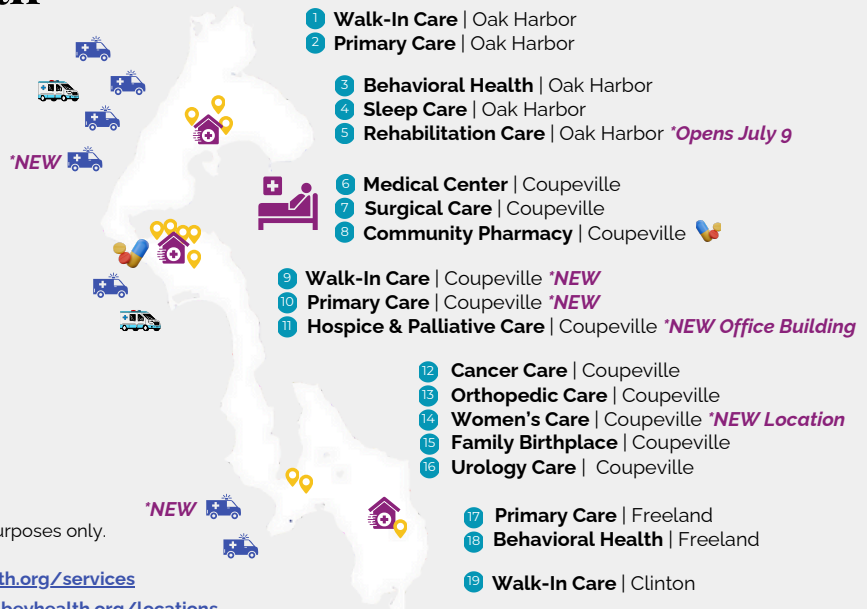 1 Walk-In Care | Oak Harbor
2 Primary Care | Oak Harbor
3 Behavioral Health | Oak Harbor
4 Sleep Care | Oak Harbor
5 Rehabilitation Care | Oak Harbor *Opens July 9
*NEW
6 Medical Center | Coupeville
7 Surgical Care | Coupeville
8 Community Pharmacy | Coupeville
9 Walk-In Care | Coupeville *NEW
10 Primary Care | Coupeville *NEW
11 Hospice & Palliative Care | Coupeville *NEW Office Building
12 Cancer Care | Coupeville
13 Orthopedic Care | Coupeville
14 Women's Care | Coupeville *NEW Location
15 Family Birthplace | Coupeville
16 Urology Care | Coupeville
*NEW
17 Primary Care | Freeland
18 Behavioral Health | Freeland
19 Walk-In Care | Clinton
urposes only.
th.org/services
beyhealth.org/locations